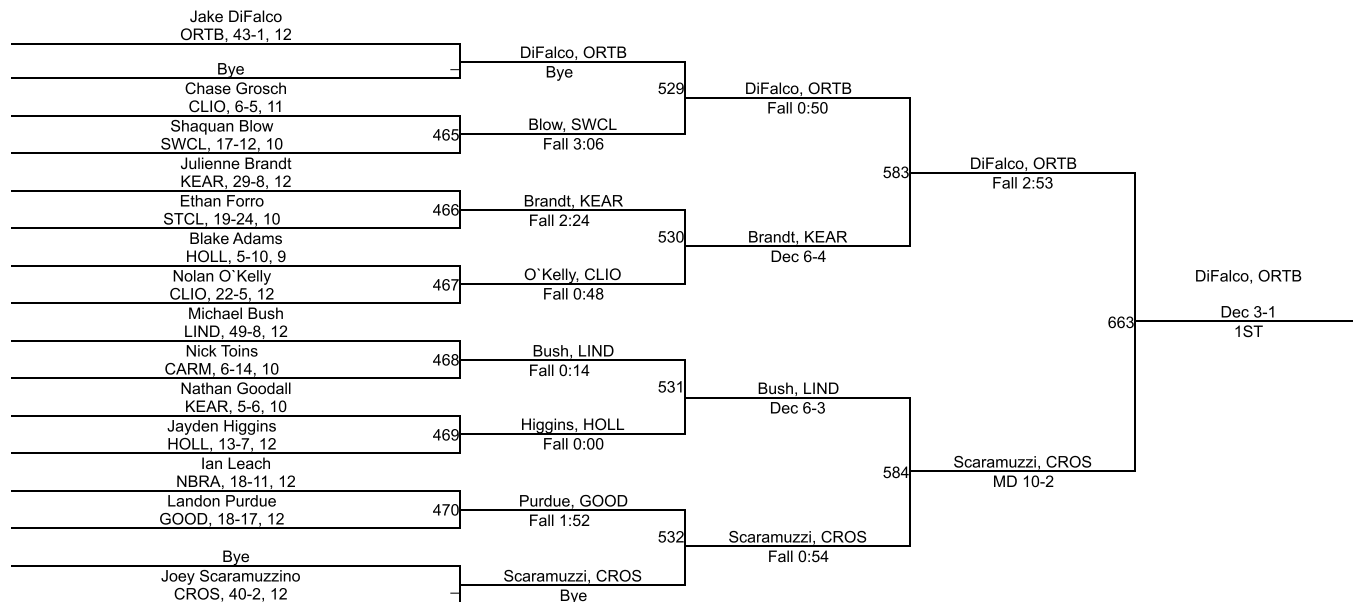 Jake DiFalco
ORTB, 43-1, 12
Bye
Chase Grosch
CLIO, 6-5, 11
Shaquan Blow
SWCL, 17-12, 10
Julienne Brandt
KEAR, 29-8, 12
Ethan Forro
STCL, 19-24, 10
Blake Adams
HOLL, 5-10, 9
Nolan O`Kelly
CLIO, 22-5, 12
Michael Bush
LIND, 49-8, 12
Nick Toins
CARM, 6-14, 10
Nathan Goodall
KEAR, 5-6, 10
Jayden Higgins
HOLL, 13-7, 12
Ian Leach
NBRA, 18-11, 12
Landon Purdue
GOOD, 18-17, 12
Bye
Joey Scaramuzzino
CROS, 40-2, 12
465
466
467
468
469
470
DiFalco, ORTB
Bye
Blow, SWCL
Fall 3:06
Brandt, KEAR
Fall 2:24
O`Kelly, CLIO
Fall 0:48
Bush, LIND
Fall 0:14
Higgins, HOLL
Fall 0:00
Purdue, GOOD
Fall 1:52
Scaramuzzi, CROS
Bye
529
530
531
532
DiFalco, ORTB
Fall 0:50
Brandt, KEAR
Dec 6-4
Bush, LIND
Dec 6-3
Scaramuzzi, CROS
Fall 0:54
583
584
DiFalco, ORTB
Fall 2:53
Scaramuzzi, CROS
MD 10-2
663
DiFalco, ORTB
Dec 3-1
1ST